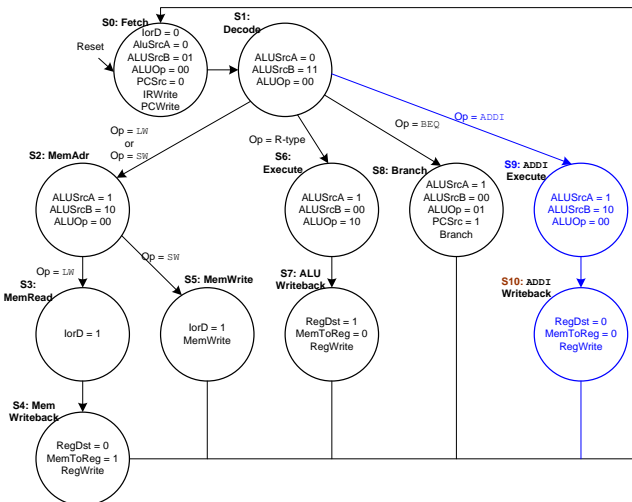 S0: Fetch
S1:
Decode
Reset
IorD = 0
AluSrcA = 0
ALUSrcB = 01
ALUOp = 00
PCSrc = 0
IRWrite
PCWrite
ALUSrcA = 0
ALUSrcB = 11
ALUOp = 00
Op = LW
or
Op = SW
Op = R-type
Op = BEQ
Op = ADDI
S2: MemAdr
S6:
Execute
S8: Branch
S9: ADDI
Execute
ALUSrcA = 1
ALUSrcB = 10
ALUOp = 00
ALUSrcA = 1
ALUSrcB = 00
ALUOp = 10
ALUSrcA = 1
ALUSrcB = 00
ALUOp = 01
PCSrc = 1
Branch
ALUSrcA = 1
ALUSrcB = 10
ALUOp = 00
Op = LW
Op = SW
S3:
MemRead
S5: MemWrite
S7: ALU
Writeback
S10: ADDI
Writeback
IorD = 1
IorD = 1
MemWrite
RegDst = 1
MemToReg = 0
RegWrite
RegDst = 0
MemToReg = 0
RegWrite
S4: Mem
Writeback
RegDst = 0
MemToReg = 1
RegWrite